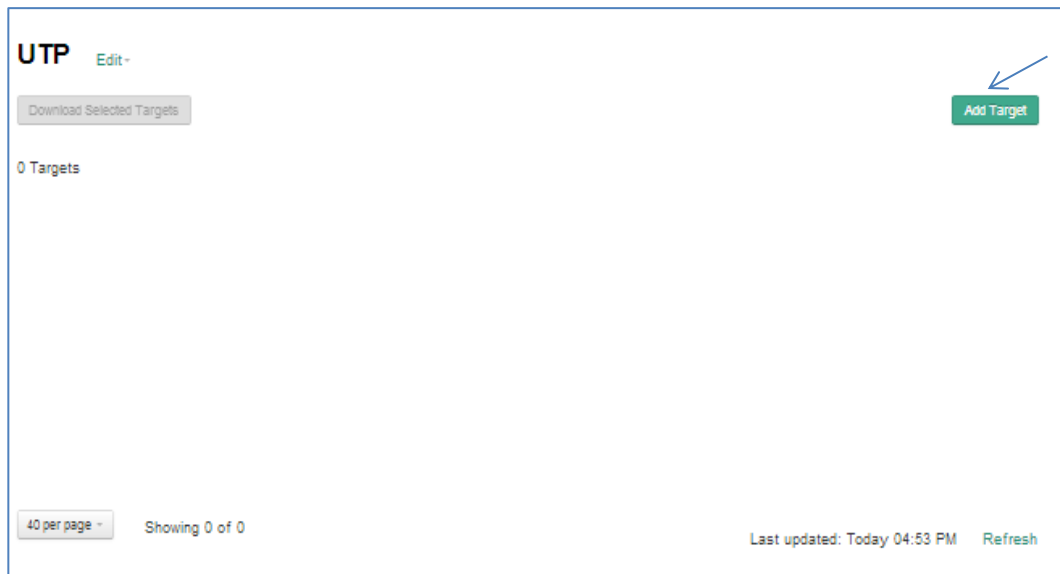 UTP Edit
Download Selected Targets Add Target
0 Targets
40 per page Showing 0 of 0
Last updated: Today 04:53 PM Refresh